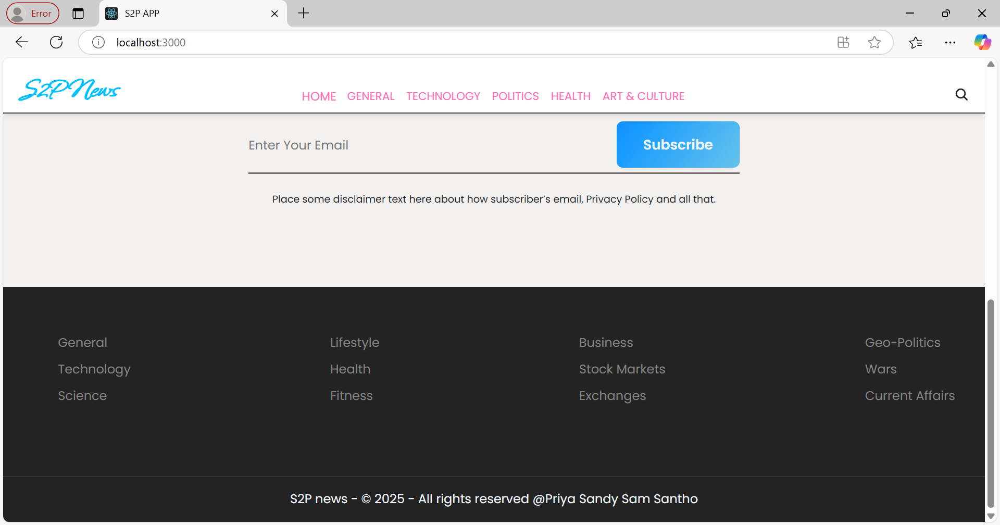 Error
S2P APP
localhost:3000
S2PNews
HOME GENERAL TECHNOLOGY POLITICS HEALTH ART & CULTURE
Enter Your Email
Subscribe
Place some disclaimer text here about how subscriber’s email, Privacy Policy and all that.
General Lifestyle Business Geo-Politics
Technology Health Stock Markets Wars
Science Fitness Exchanges Current Affairs
S2P news - © 2025 - All rights reserved @Priya Sandy Sam Santho